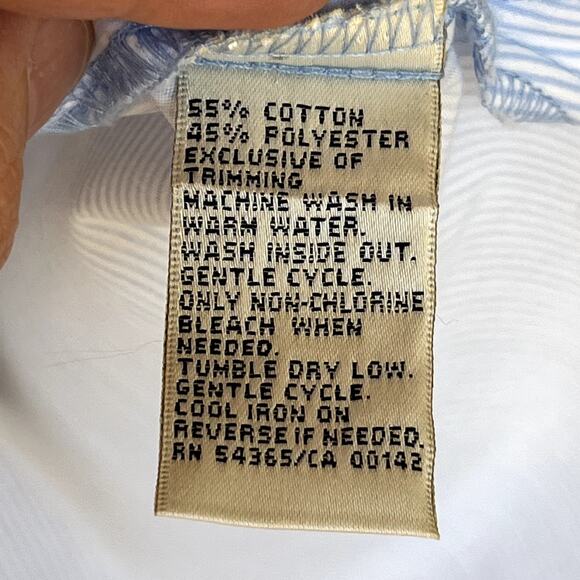 55% COTTON
45% POLYESTER
EXCLUSIVE OF
TRIMMING
MACHINE WASH IN
WARM WATER.
WASH INSIDE OUT.
GENTLE CYCLE.
ONLY NON-CHLORINE
BLEACH WHEN
NEEDED.
TUMBLE DRY LOW.
GENTLE CYCLE.
COOL IRON ON
REVERSE IF NEEDED.
RN 54365/CA 00142